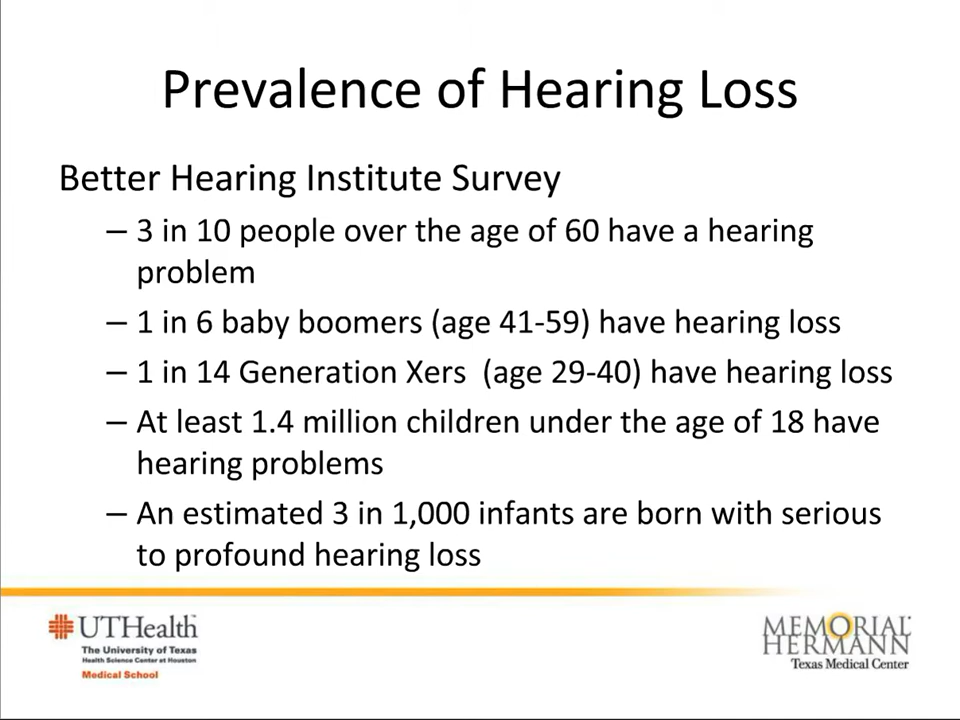 Prevalence of Hearing Loss
Better Hearing Institute Survey
– 3 in 10 people over the age of 60 have a hearing
problem
– 1 in 6 baby boomers (age 41-59) have hearing loss
– 1 in 14 Generation Xers  (age 29-40) have hearing loss
– At least 1.4 million children under the age of 18 have
hearing problems
– An estimated 3 in 1,000 infants are born with serious
to profound hearing loss
UTHealth
The University of Texas
Health Science Center at Houston
Medical School
MEMORIAL
HERMANN
Texas Medical Center